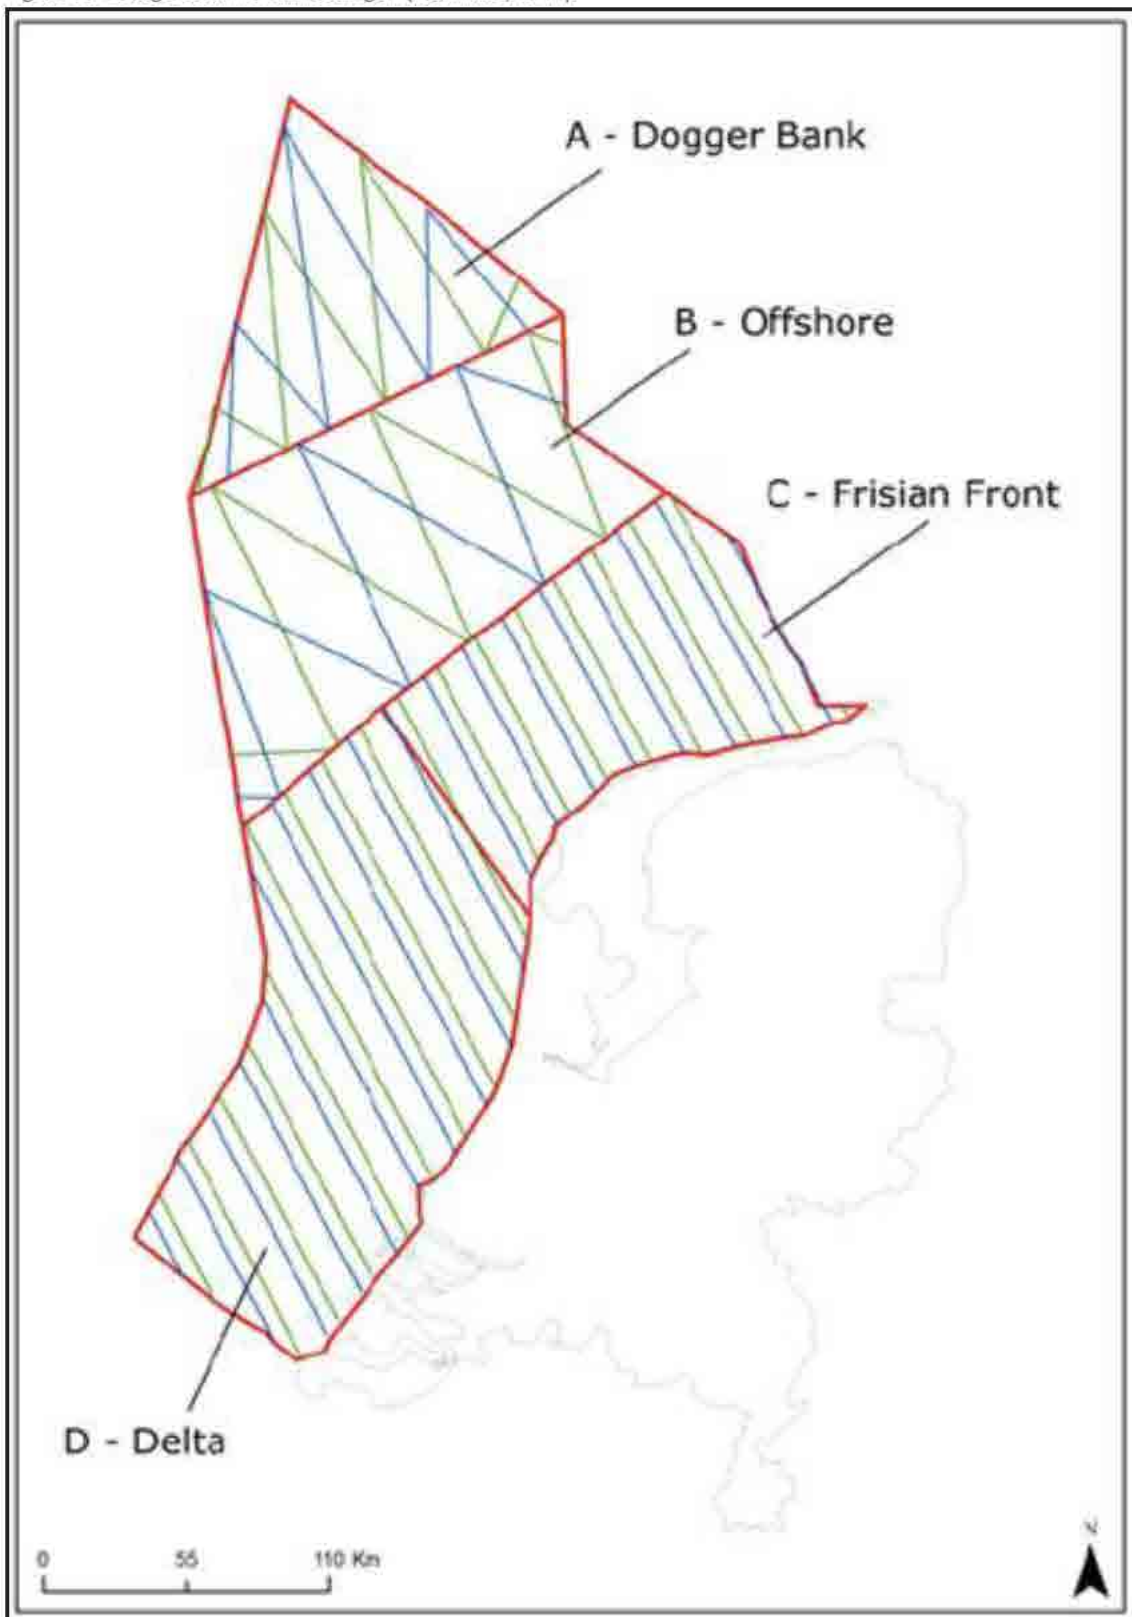 A - Dogger Bank
B - Offshore
C - Frisian Front
D - Delta
0 55 110 Km